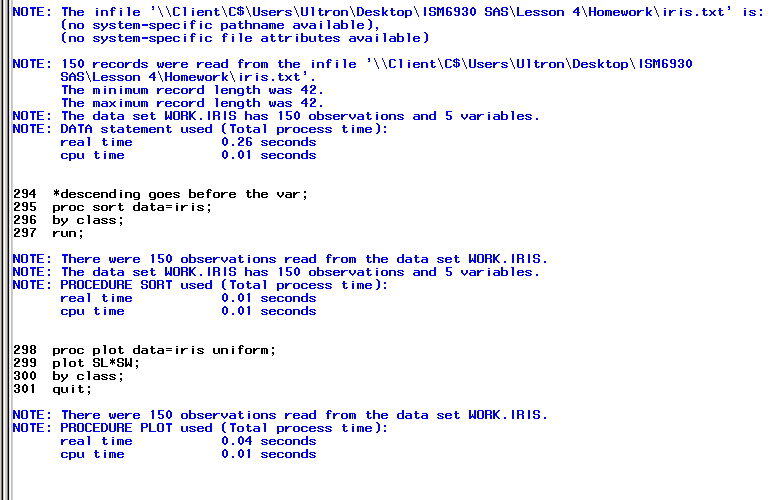 NOTE: The infile '\\Client\C$\Users\Ultron\Desktop\ISM6930 SAS\Lesson 4\Homework\iris.txt' is:
(no system-specific pathname available),
(no system-specific file attributes available)
NOTE: 150 records were read from the infile '\\Client\C$\Users\Ultron\Desktop\ISM6930
SAS\Lesson 4\Homework\iris.txt'.
The minimum record length was 42.
The maximum record length was 42.
NOTE: The data set WORK.IRIS has 150 observations and 5 variables.
NOTE: DATA statement used (Total process time):
real time 0.26 seconds
cpu time 0.01 seconds
294 *descending goes before the var;
295 proc sort data=iris;
296 by class;
297 run;
NOTE: There were 150 observations read from the data set WORK.IRIS.
NOTE: The data set WORK.IRIS has 150 observations and 5 variables.
NOTE: PROCEDURE SORT used (Total process time):
real time 0.01 seconds
cpu time 0.01 seconds
298 proc plot data=iris uniform;
299 plot SL*SW;
300 by class;
301 quit;
NOTE: There were 150 observations read from the data set WORK.IRIS.
NOTE: PROCEDURE PLOT used (Total process time):
real time 0.04 seconds
cpu time 0.01 seconds